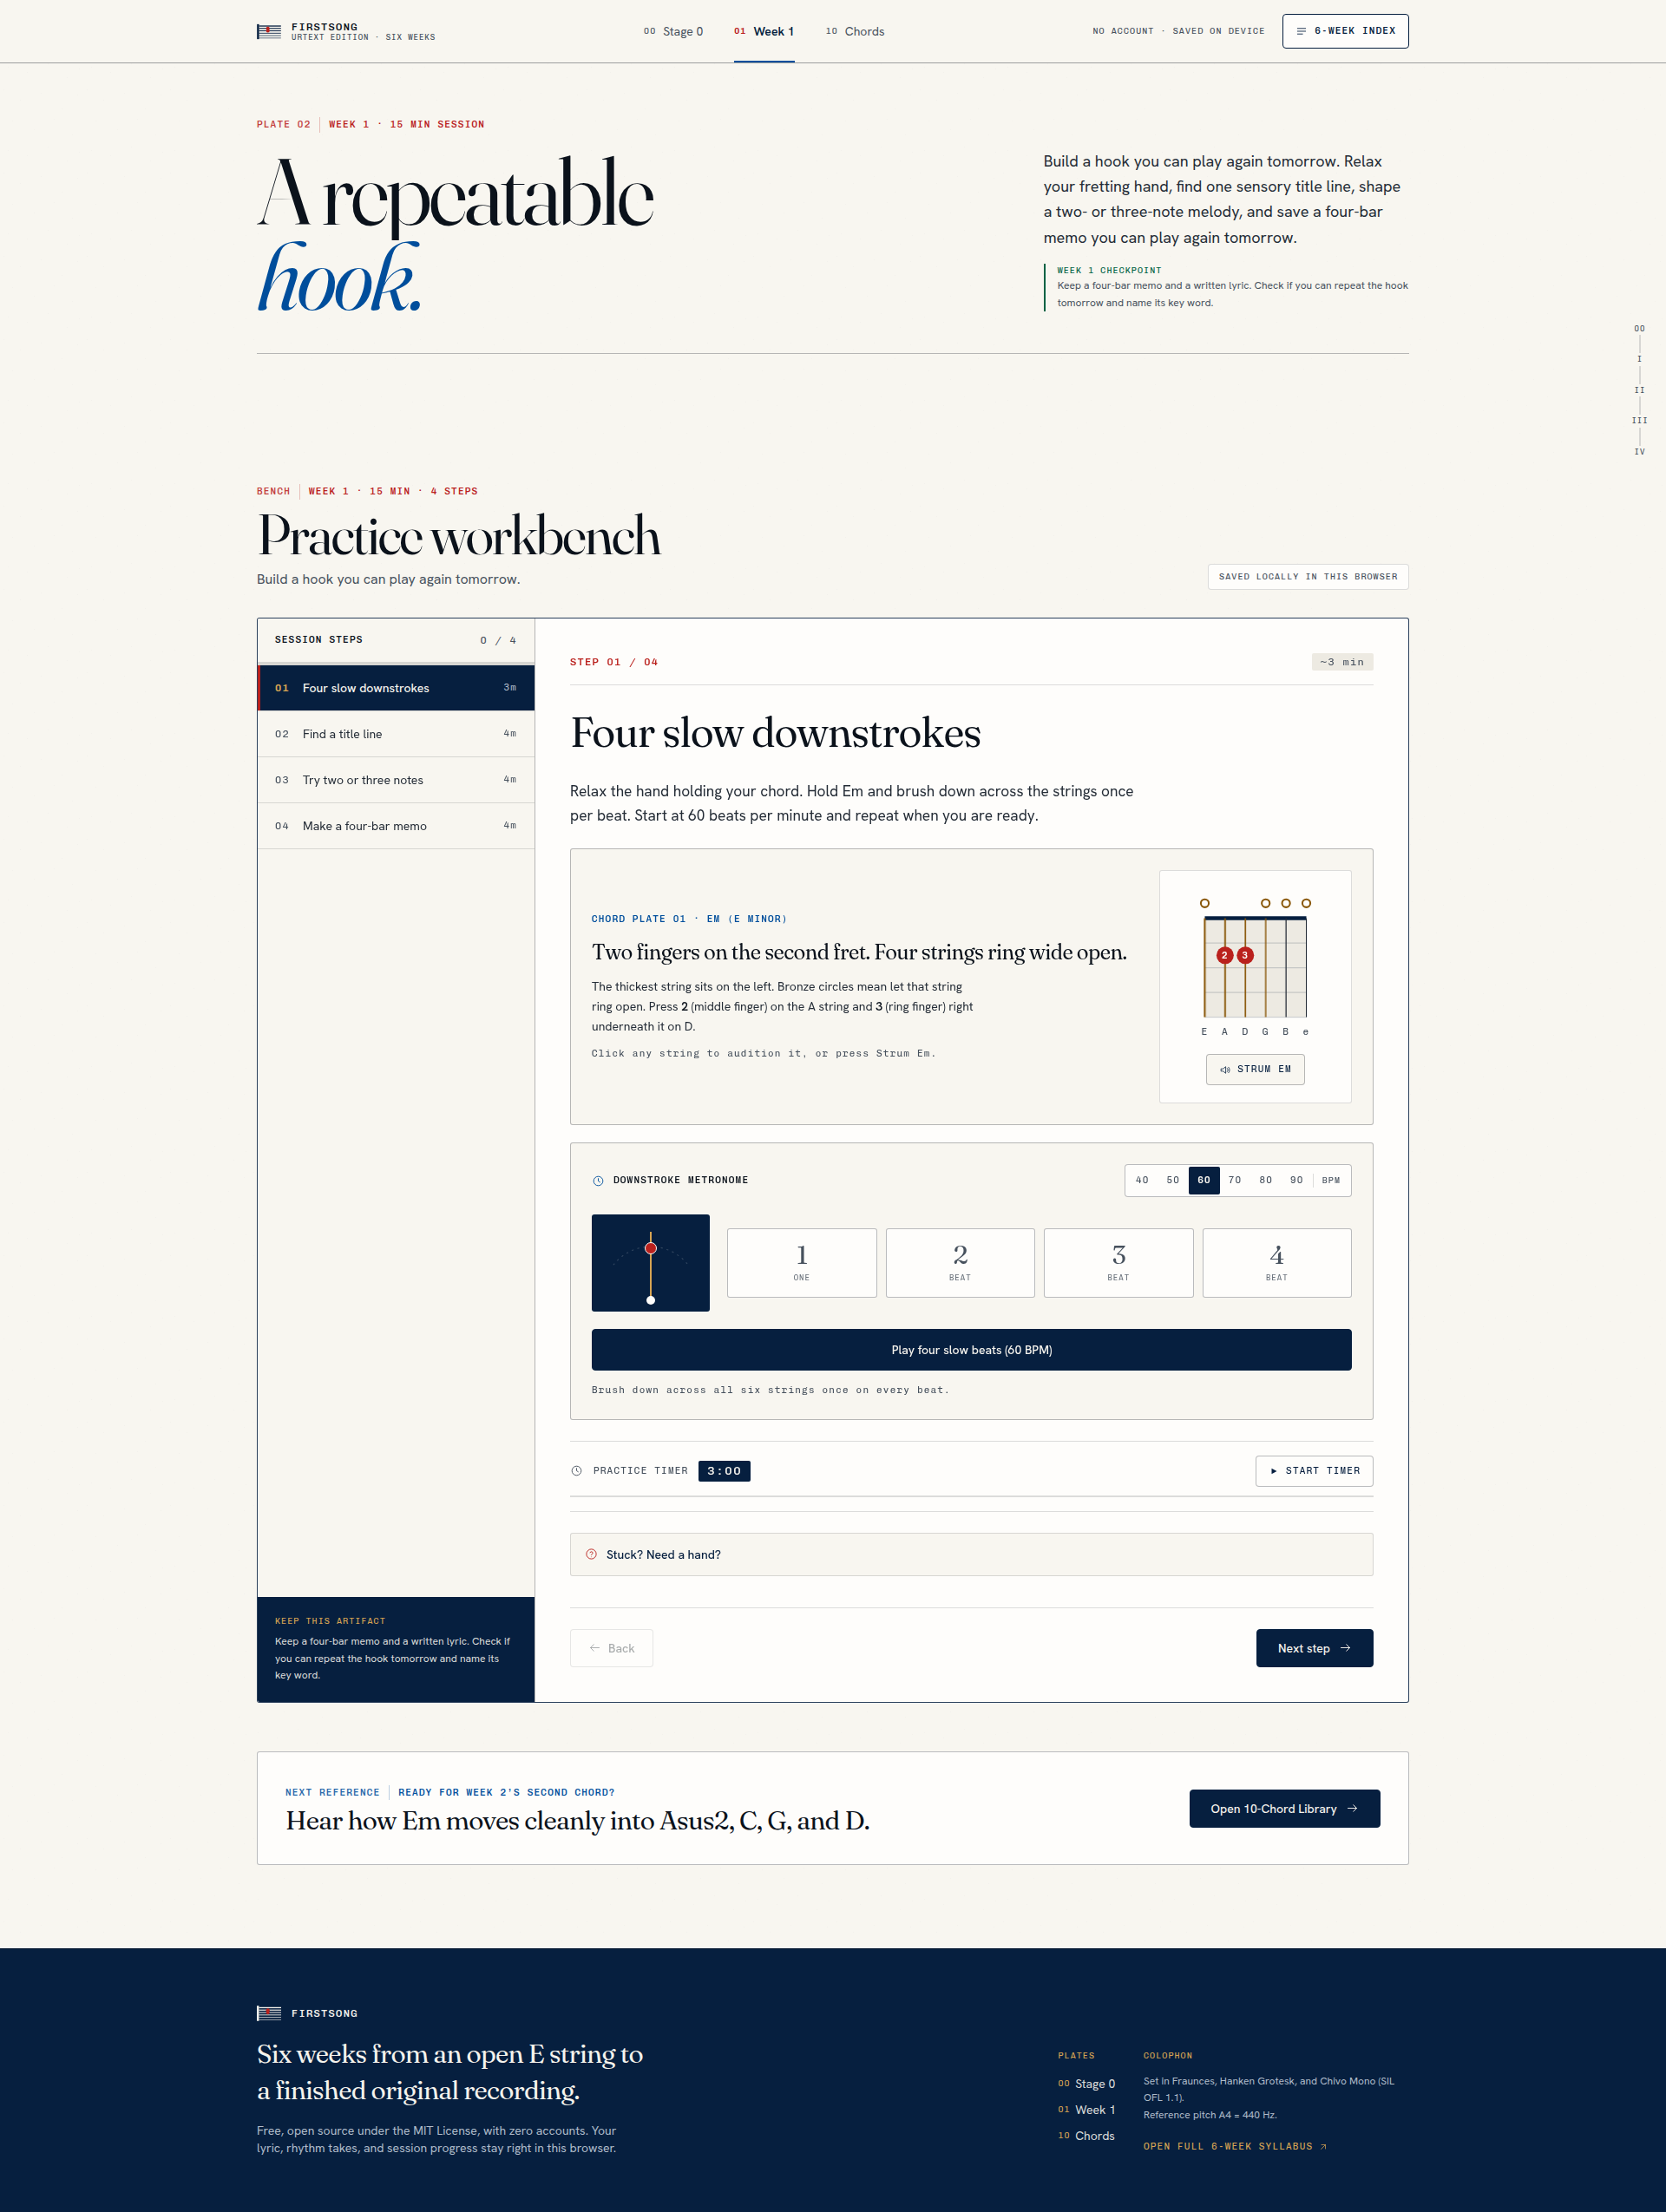 FIRSTSONG
URTEXT EDITION · SIX WEEKS
00 Stage 0
01 Week 1
10 Chords
NO ACCOUNT · SAVED ON DEVICE
6-WEEK INDEX
PLATE 02 | WEEK 1 · 15 MIN SESSION
A repeatable
hook.
Build a hook you can play again tomorrow. Relax
your fretting hand, find one sensory title line, shape
a two- or three-note melody, and save a four-bar
memo you can play again tomorrow.
WEEK 1 CHECKPOINT
Keep a four-bar memo and a written lyric. Check if you can repeat the hook
tomorrow and name its key word.
00
I
II
III
IV
BENCH | WEEK 1 · 15 MIN · 4 STEPS
Practice workbench
Build a hook you can play again tomorrow.
SAVED LOCALLY IN THIS BROWSER
SESSION STEPS 0 / 4
01 Four slow downstrokes 3m
02 Find a title line 4m
03 Try two or three notes 4m
04 Make a four-bar memo 4m
KEEP THIS ARTIFACT
Keep a four-bar memo and a written lyric. Check if
you can repeat the hook tomorrow and name its
key word.
STEP 01 / 04
~3 min
Four slow downstrokes
Relax the hand holding your chord. Hold Em and brush down across the strings once
per beat. Start at 60 beats per minute and repeat when you are ready.
CHORD PLATE 01 · EM (E MINOR)
Two fingers on the second fret. Four strings ring wide open.
The thickest string sits on the left. Bronze circles mean let that string
ring open. Press 2 (middle finger) on the A string and 3 (ring finger) right
underneath it on D.
Click any string to audition it, or press Strum Em.
2 3
E A D G B e
STRUM EM
DOWNSTROKE METRONOME
40 50 60 70 80 90 BPM
1
ONE
2
BEAT
3
BEAT
4
BEAT
Play four slow beats (60 BPM)
Brush down across all six strings once on every beat.
PRACTICE TIMER 3:00
START TIMER
? Stuck? Need a hand?
← Back
Next step →
NEXT REFERENCE | READY FOR WEEK 2'S SECOND CHORD?
Hear how Em moves cleanly into Asus2, C, G, and D.
Open 10-Chord Library →
FIRSTSONG
Six weeks from an open E string to
a finished original recording.
Free, open source under the MIT License, with zero accounts. Your
lyric, rhythm takes, and session progress stay right in this browser.
PLATES
00 Stage 0
01 Week 1
10 Chords
COLOPHON
Set in Fraunces, Hanken Grotesk, and Chivo Mono (SIL
OFL 1.1).
Reference pitch A4 = 440 Hz.
OPEN FULL 6-WEEK SYLLABUS ↗